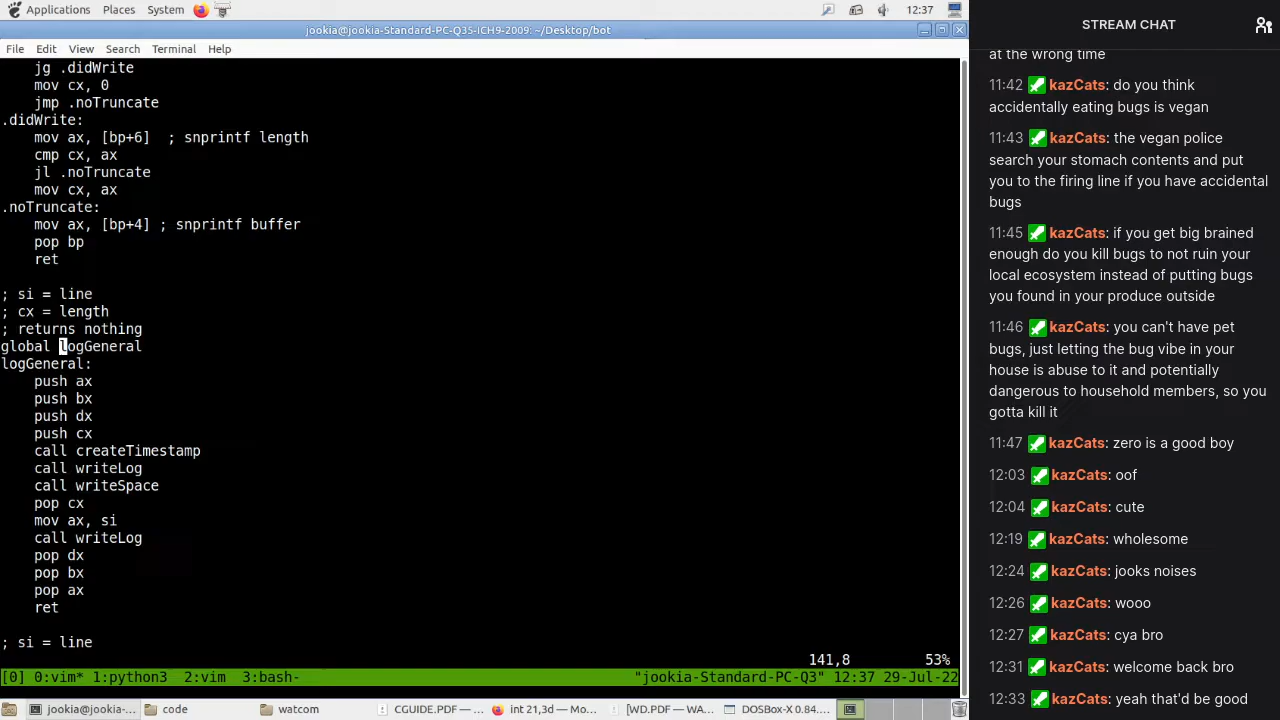 Applications Places System 12:37
jookia@jookia-Standard-PC-Q35-ICH9-2009: ~/Desktop/bot
File Edit View Search Terminal Help
jg .didWrite
mov cx, 0
jmp .noTruncate
.didWrite:
mov ax, [bp+6] ; snprintf length
cmp cx, ax
jl .noTruncate
mov cx, ax
.noTruncate:
mov ax, [bp+4] ; snprintf buffer
pop bp
ret
; si = line
; cx = length
; returns nothing
global logGeneral
logGeneral:
push ax
push bx
push dx
push cx
call createTimestamp
call writeLog
call writeSpace
pop cx
mov ax, si
call writeLog
pop dx
pop bx
pop ax
ret
; si = line
141,8 53%
[0] 0:vim* 1:python3 2:vim 3:bash- "jookia-Standard-PC-Q3" 12:37 29-Jul-22
jookia@jookia-... code watcom CGUIDE.PDF — ... int 21,3d — Mo... [WD.PDF — WA... DOSBox-X 0.84....
STREAM CHAT
at the wrong time
11:42 kazCats: do you think
accidentally eating bugs is vegan
11:43 kazCats: the vegan police
search your stomach contents and put
you to the firing line if you have accidental
bugs
11:45 kazCats: if you get big brained
enough do you kill bugs to not ruin your
local ecosystem instead of putting bugs
you found in your produce outside
11:46 kazCats: you can't have pet
bugs, just letting the bug vibe in your
house is abuse to it and potentially
dangerous to household members, so you
gotta kill it
11:47 kazCats: zero is a good boy
12:03 kazCats: oof
12:04 kazCats: cute
12:19 kazCats: wholesome
12:24 kazCats: jooks noises
12:26 kazCats: wooo
12:27 kazCats: cya bro
12:31 kazCats: welcome back bro
12:33 kazCats: yeah that'd be good